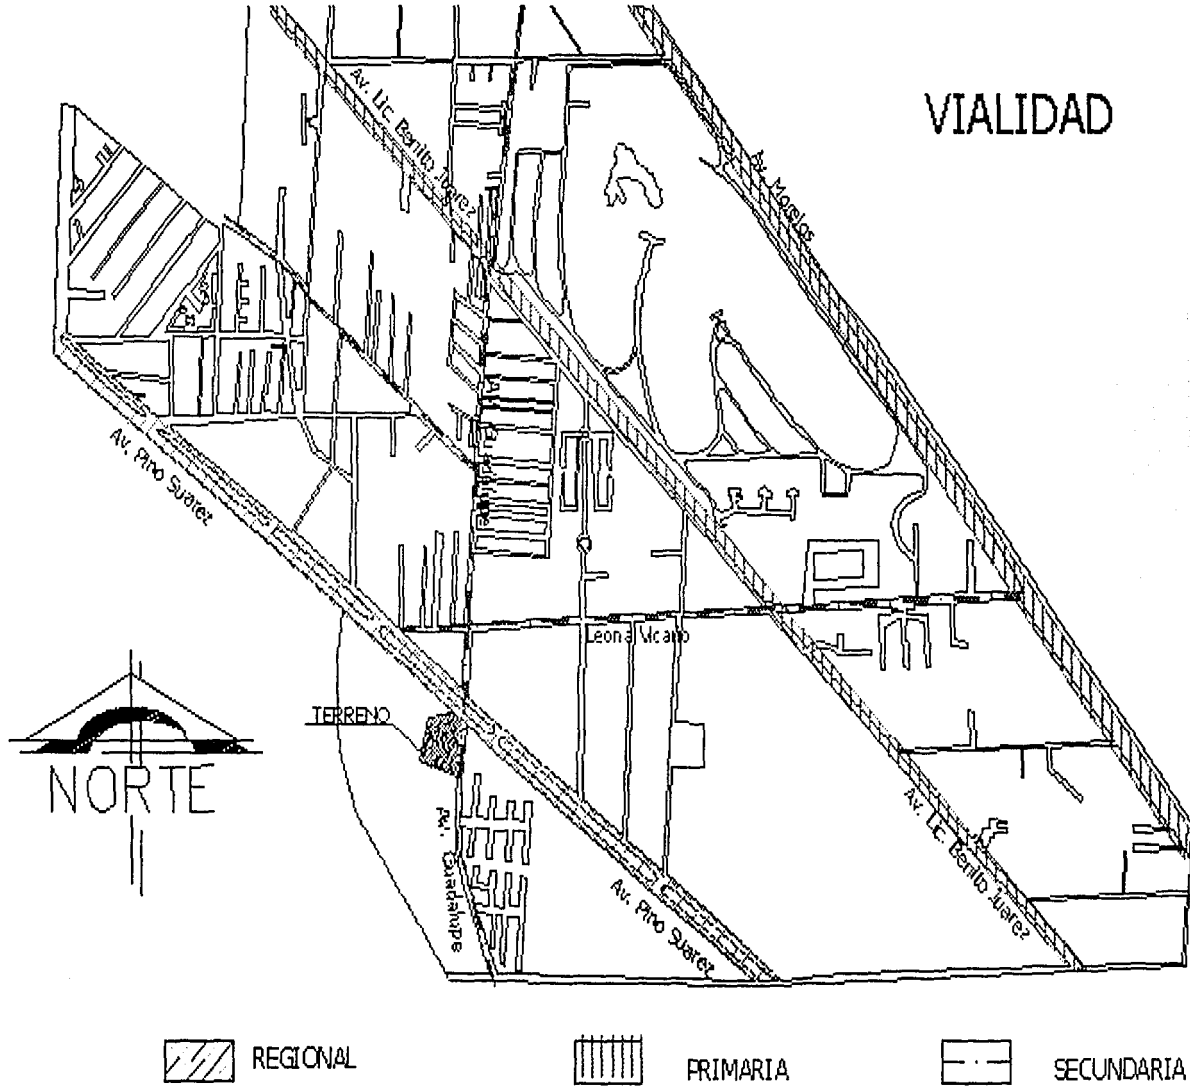 VIALIDAD
Av. Lic. Benito Juarez
Av. Morelos
Av. Pino Suarez
Leona Vicario
TERRENO
NORTE
Av. Guadalupe
Av. Lic. Benito Juarez
Av. Pino Suarez
REGIONAL
PRIMARIA
SECUNDARIA